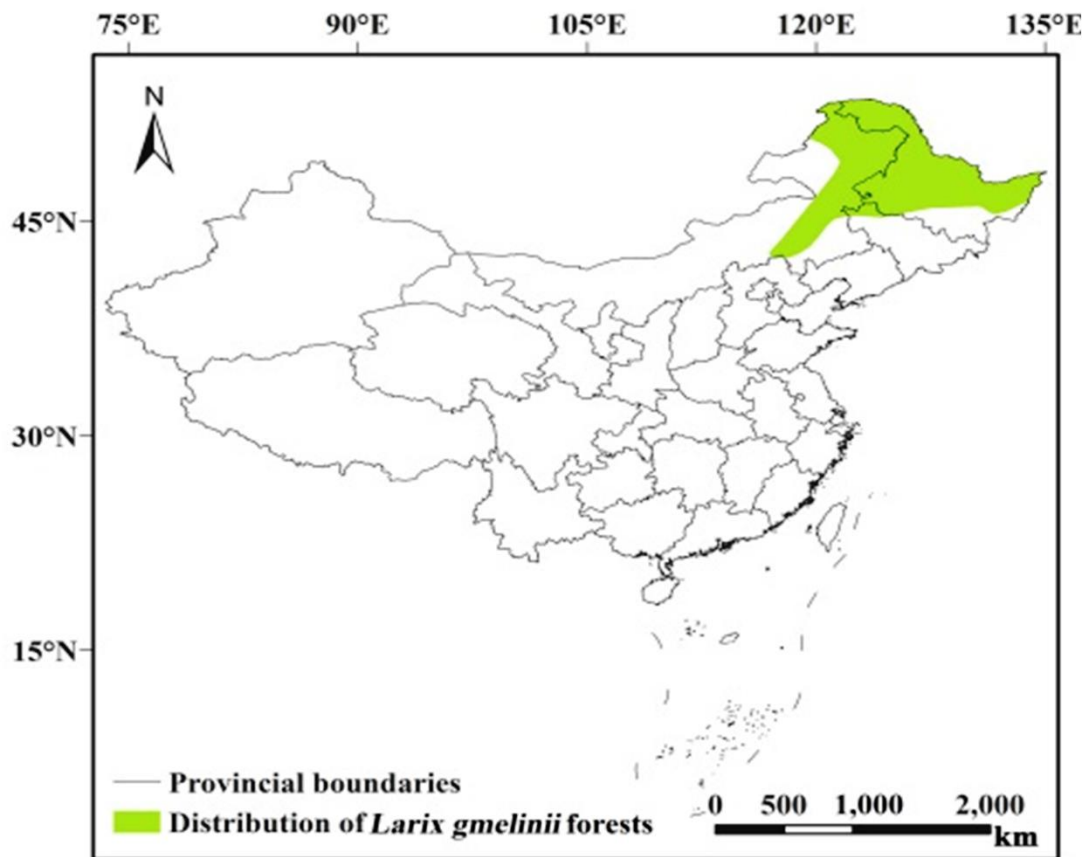 75°E 90°E 105°E 120°E 135°E
N
45°N
30°N
15°N
Provincial boundaries
Distribution of Larix gmelinii forests
0 500 1,000 2,000
km